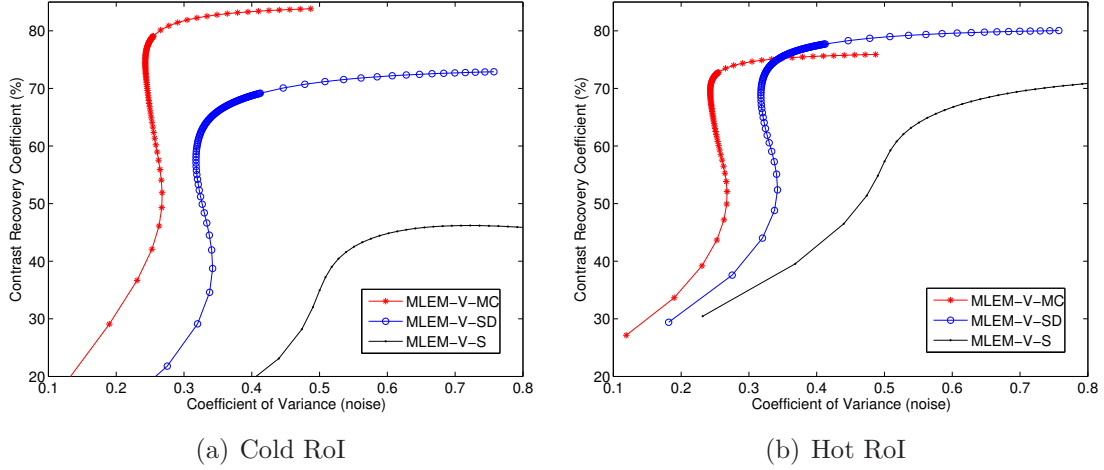 Contrast Recovery Coefficient (%)
80
70
60
50
40
30
20
0.1 0.2 0.3 0.4 0.5 0.6 0.7 0.8
Coefficient of Variance (noise)
MLEM−V−MC
MLEM−V−SD
MLEM−V−S
(a) Cold RoI
Contrast Recovery Coefficient (%)
80
70
60
50
40
30
20
0.1 0.2 0.3 0.4 0.5 0.6 0.7 0.8
Coefficient of Variance (noise)
MLEM−V−MC
MLEM−V−SD
MLEM−V−S
(b) Hot RoI